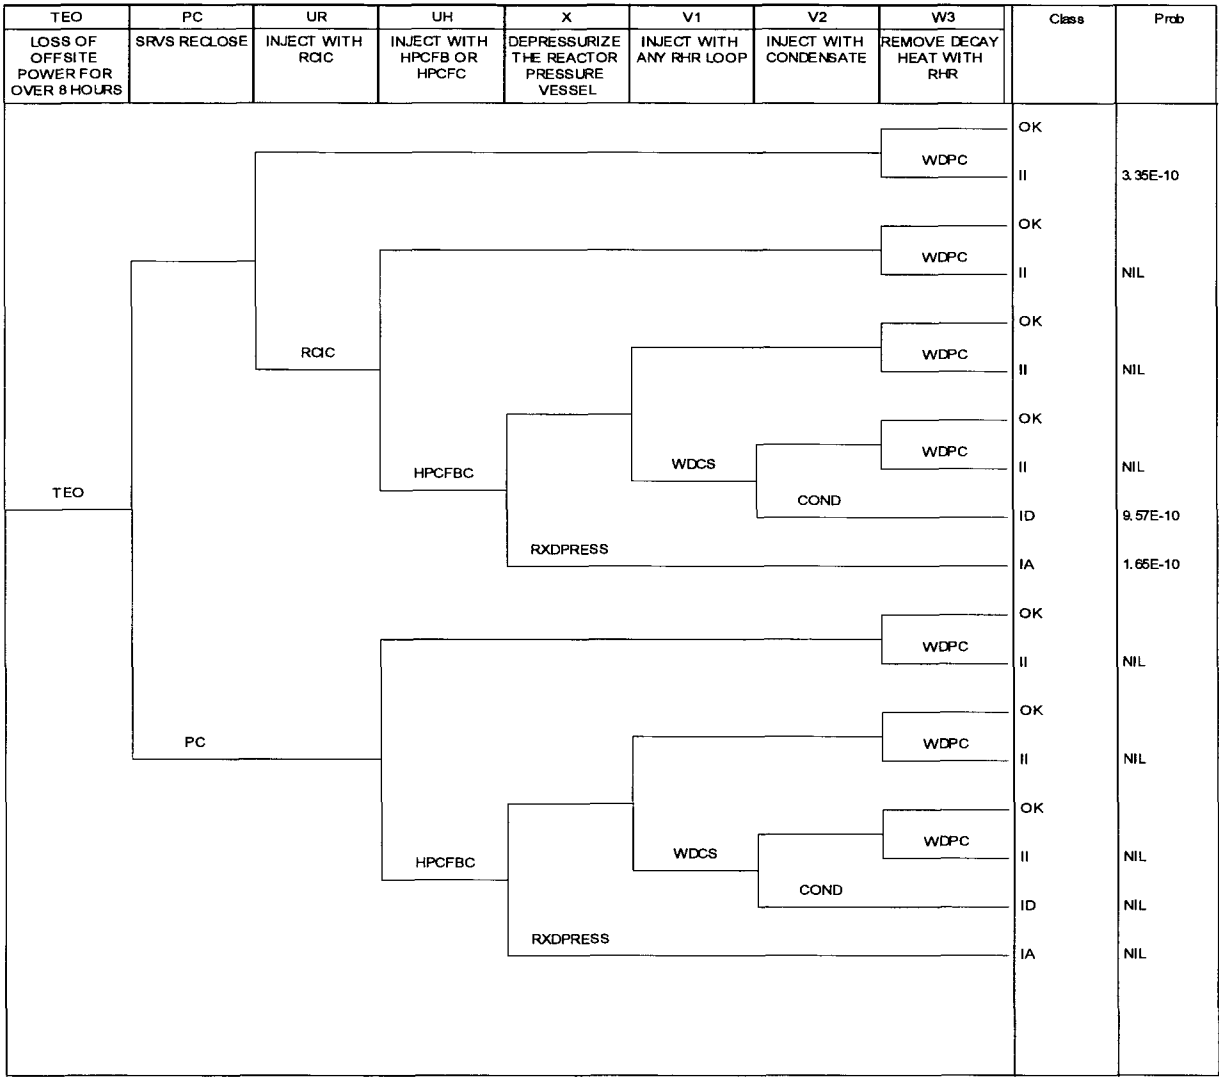 TEO PC UR UH X V1 V2 W3 Class Prob
LOSS OF
OFFSITE
POWER FOR
OVER 8 HOURS
SRVS RECLOSE
INJECT WITH
RCIC
INJECT WITH
HPCFB OR
HPCFC
DEPRESSURIZE
THE REACTOR
PRESSURE
VESSEL
INJECT WITH
ANY RHR LOOP
INJECT WITH
CONDENSATE
REMOVE DECAY
HEAT WITH
RHR
OK
WDPC
II 3.35E-10
OK
WDPC
II NIL
OK
RCIC WDPC
II NIL
OK
WDPC
HPCFBC WDCS II NIL
TEO COND
ID 9.57E-10
RXDPRESS
IA 1.65E-10
OK
WDPC
II NIL
OK
PC WDPC
II NIL
OK
WDPC
HPCFBC WDCS II NIL
COND
ID NIL
RXDPRESS
IA NIL